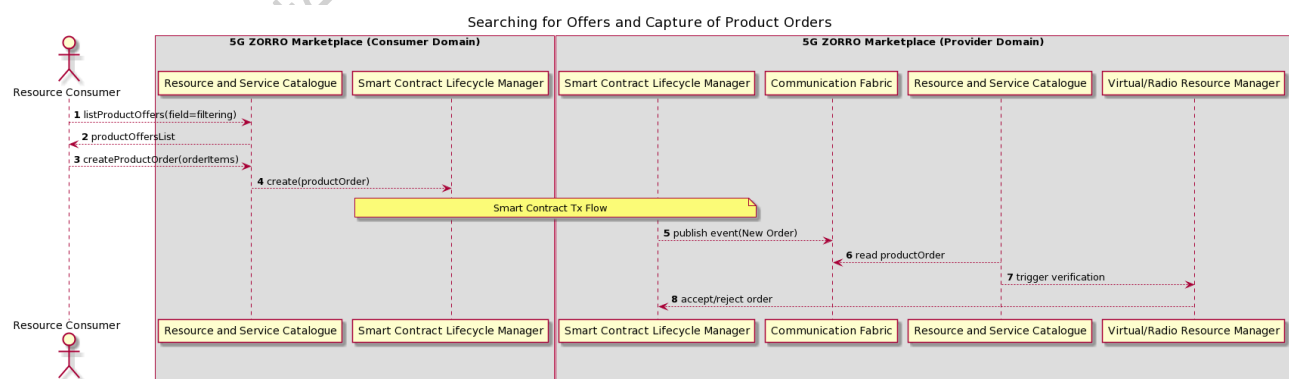 Searching for Offers and Capture of Product Orders
5G ZORRO Marketplace (Consumer Domain)
5G ZORRO Marketplace (Provider Domain)
Resource Consumer
Resource and Service Catalogue
Smart Contract Lifecycle Manager
Smart Contract Lifecycle Manager
Communication Fabric
Resource and Service Catalogue
Virtual/Radio Resource Manager
1 listProductOffers(field=filtering)
2 productOffersList
3 createProductOrder(orderItems)
4 create(productOrder)
Smart Contract Tx Flow
5 publish event(New Order)
6 read productOrder
7 trigger verification
8 accept/reject order
Resource Consumer
Resource and Service Catalogue
Smart Contract Lifecycle Manager
Smart Contract Lifecycle Manager
Communication Fabric
Resource and Service Catalogue
Virtual/Radio Resource Manager